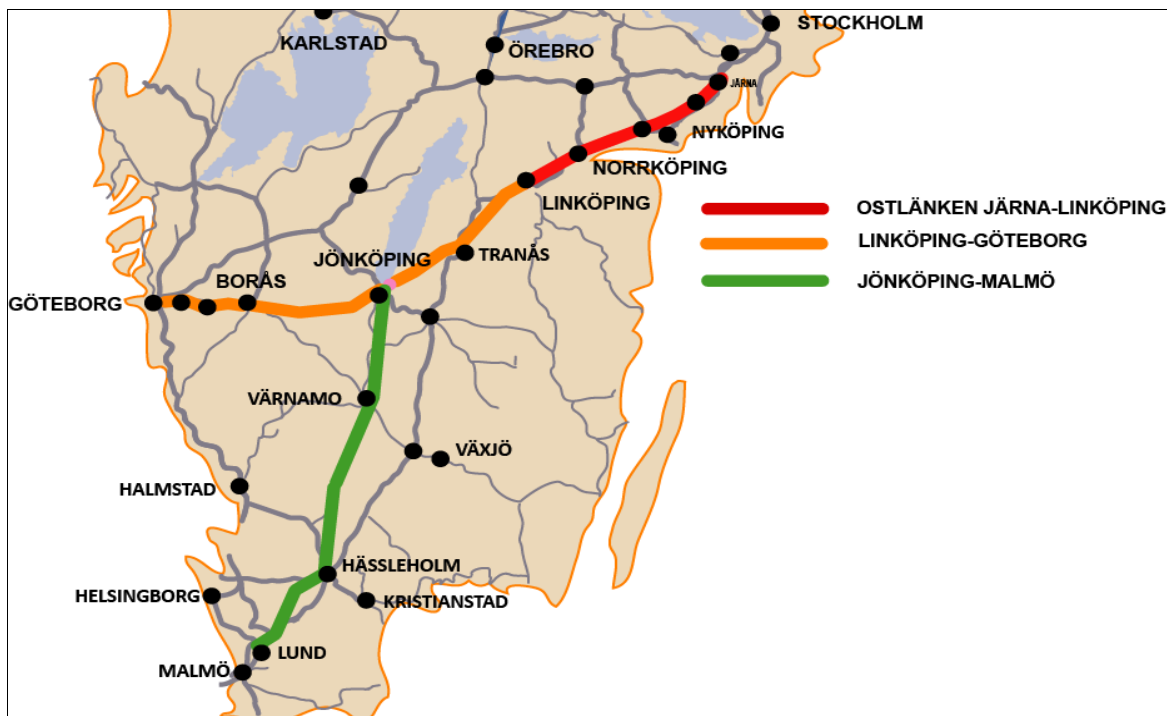 STOCKHOLM
KARLSTAD
ÖREBRO
JÄRNA
NYKÖPING
NORRKÖPING
LINKÖPING
OSTLÄNKEN JÄRNA-LINKÖPING
LINKÖPING-GÖTEBORG
JÖNKÖPING-MALMÖ
TRANÅS
JÖNKÖPING
BORÅS
GÖTEBORG
VÄRNAMO
VÄXJÖ
HALMSTAD
HÄSSLEHOLM
HELSINGBORG
KRISTIANSTAD
LUND
MALMÖ